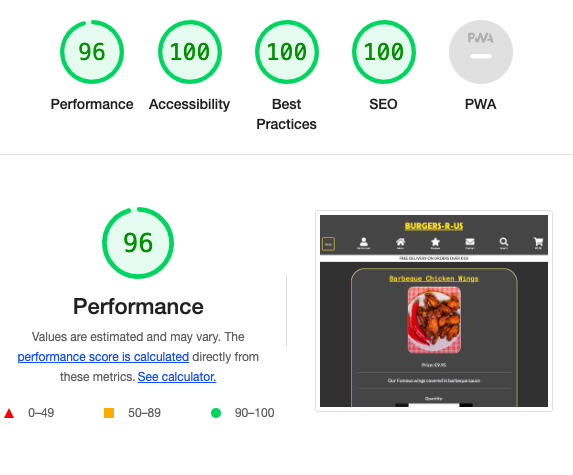 96 100 100 100 PWA
Performance Accessibility Best Practices SEO PWA
96
Performance
Values are estimated and may vary. The
performance score is calculated directly from
these metrics. See calculator.
0–49 50–89 90–100
BURGERS-R-US
FREE DELIVERY ON ORDERS OVER
Barbeque Chicken Wings
Price: £9.95
Our Famous wings covered in barbeque sauce
Quantity: